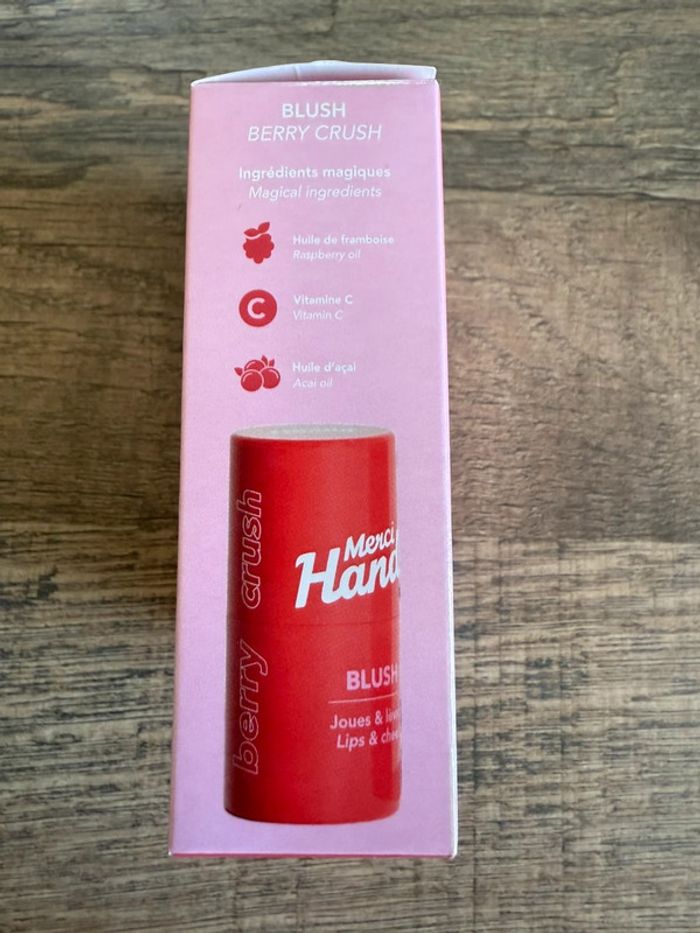 BLUSH
BERRY CRUSH
Ingrédients magiques
Magical ingredients
Huile de framboise
Raspberry oil
C
Vitamine C
Vitamin C
Huile d'açai
Acai oil
berry crush
Merci
Hand
BLUSH
Joues &
Lips &